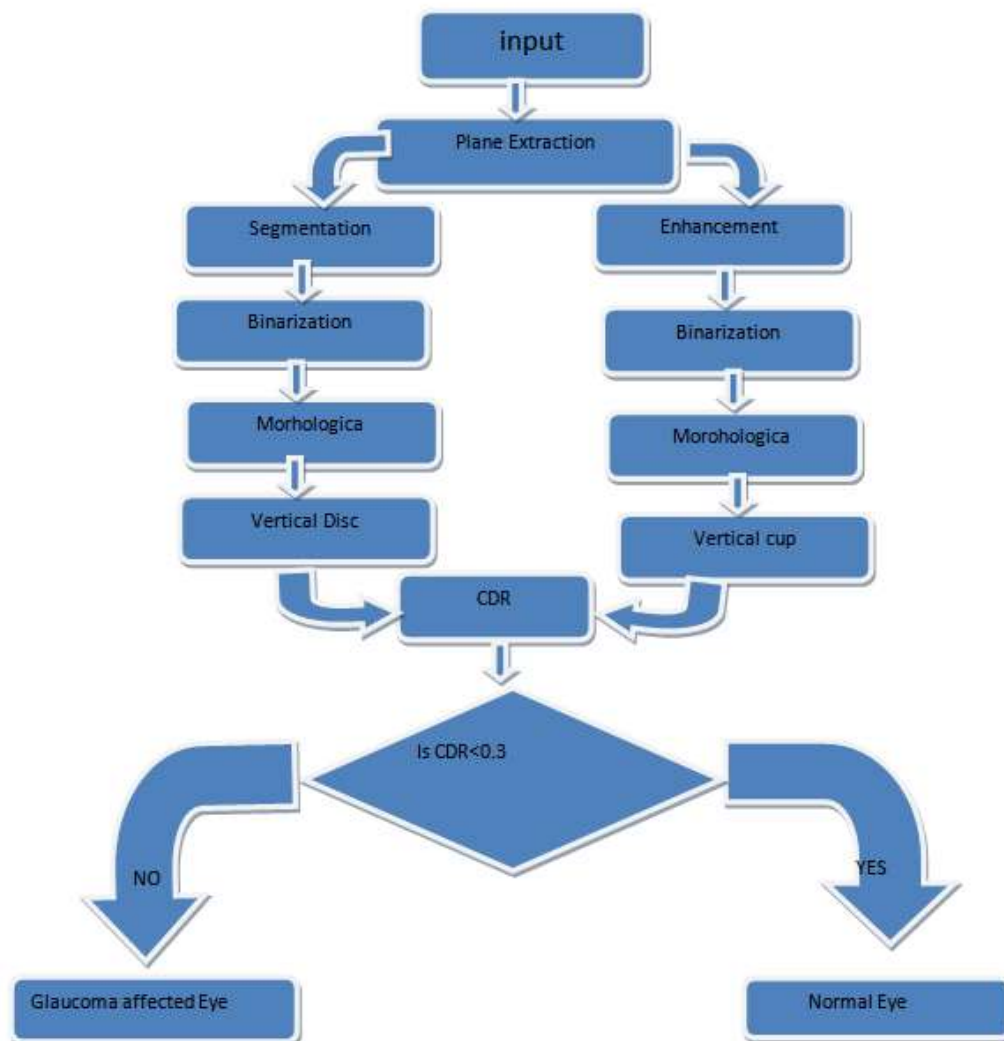 input
Plane Extraction
Segmentation
Enhancement
Binarization
Binarization
Morhologica
Morohologica
Vertical Disc
Vertical cup
CDR
Is CDR<0.3
NO
YES
Glaucoma affected Eye
Normal Eye